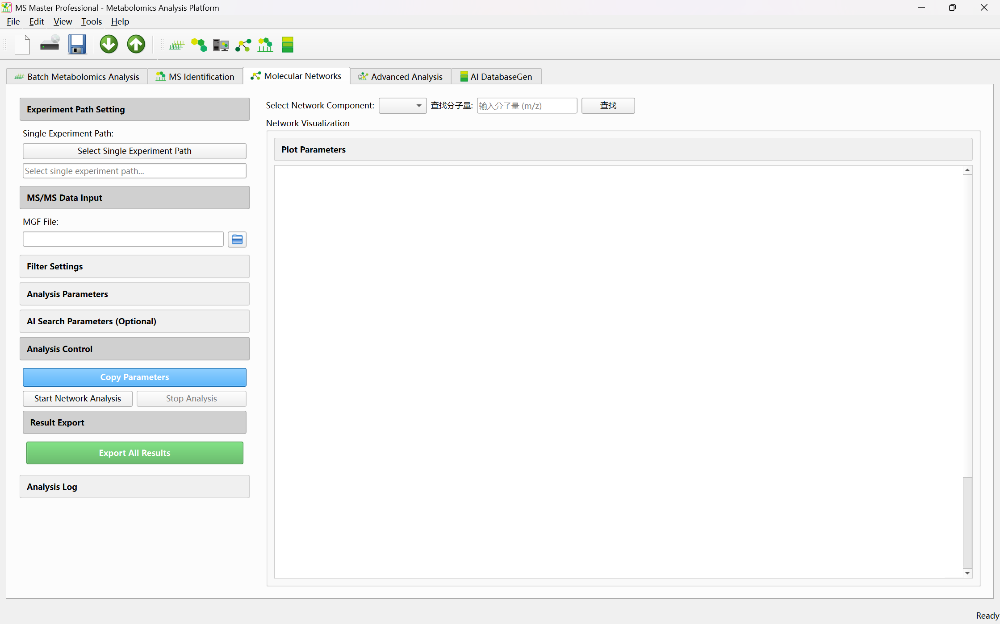 MS Master Professional - Metabolomics Analysis Platform
File Edit View Tools Help
Batch Metabolomics Analysis MS Identification Molecular Networks Advanced Analysis AI DatabaseGen
Experiment Path Setting
Single Experiment Path:
Select Single Experiment Path
Select single experiment path...
MS/MS Data Input
MGF File:
Filter Settings
Analysis Parameters
AI Search Parameters (Optional)
Analysis Control
Copy Parameters
Start Network Analysis Stop Analysis
Result Export
Export All Results
Analysis Log
Select Network Component: 查找分子量: 输入分子量 (m/z) 查找
Network Visualization
Plot Parameters
Ready